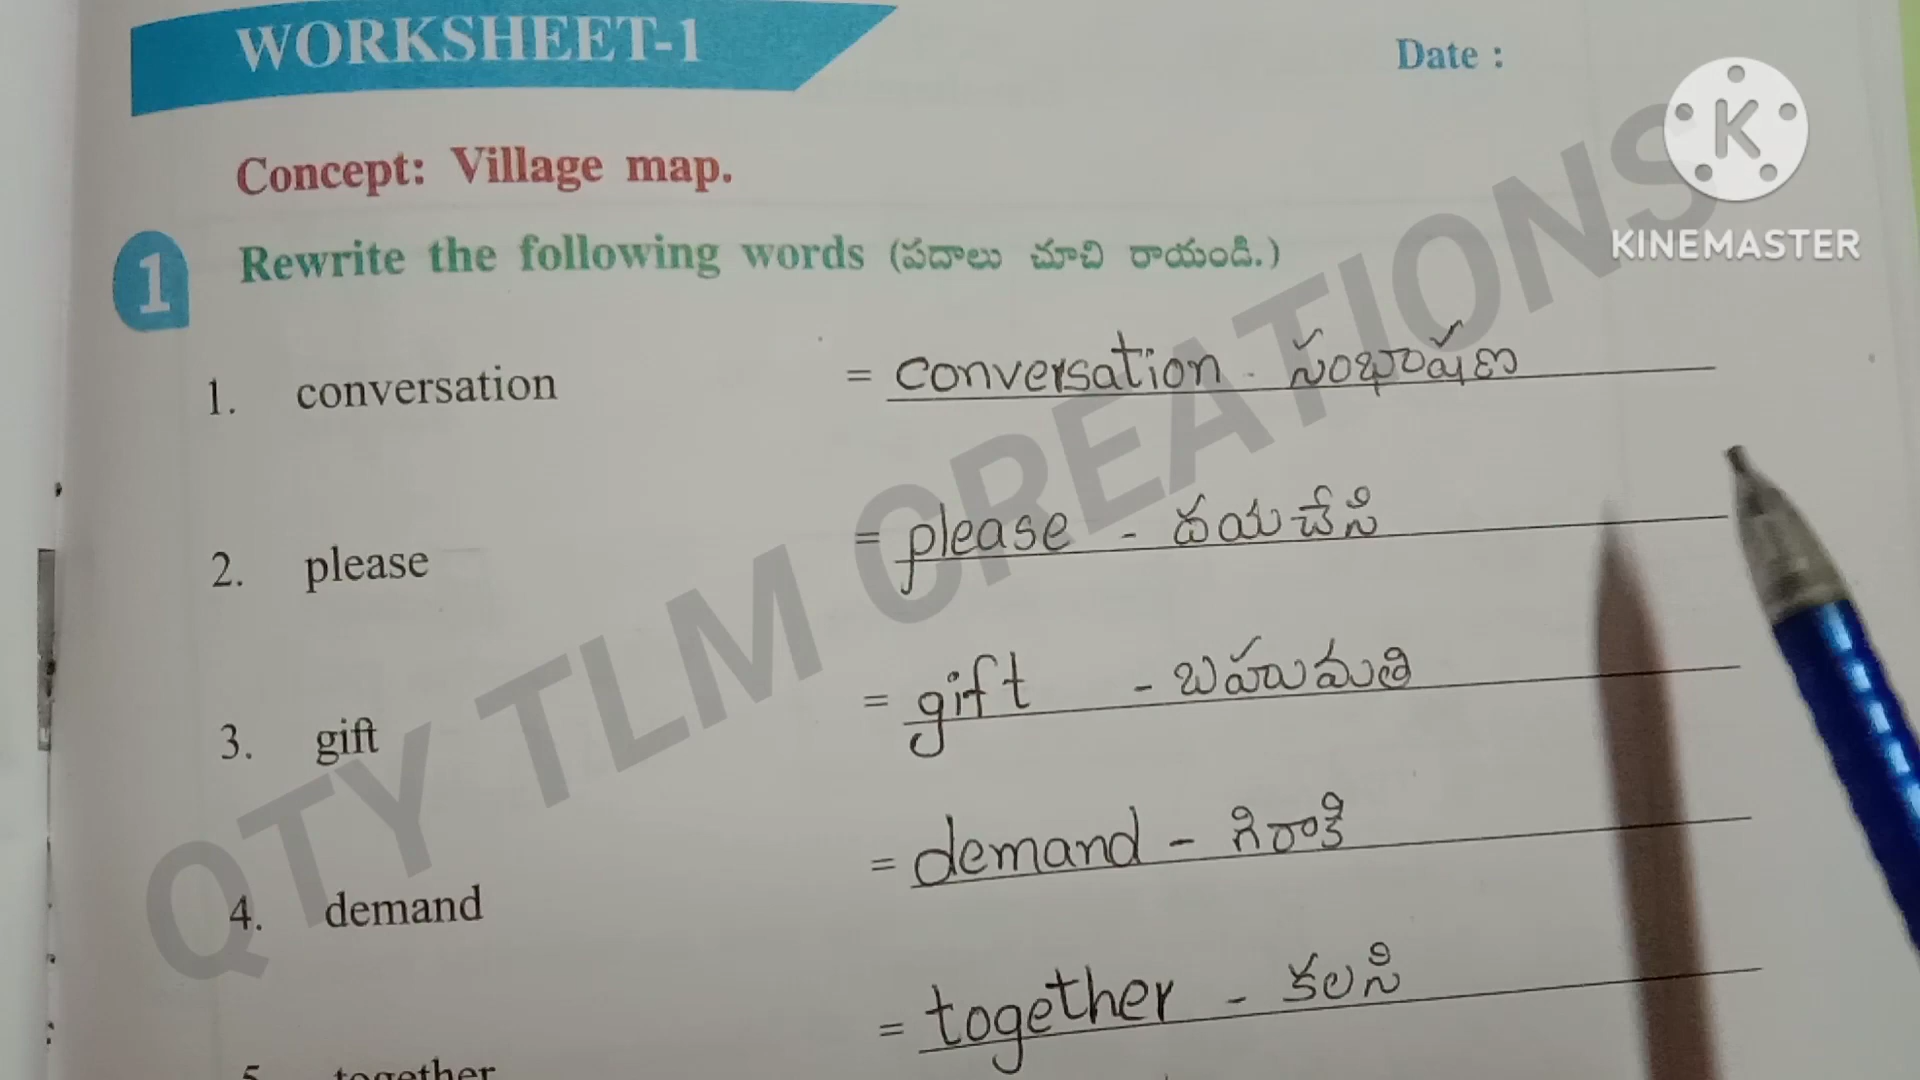 WORKSHEET-1
Date :
K
KINEMASTER
Concept: Village map.
1 Rewrite the following words (పదాలు చూచి రాయండి.)
1. conversation = conversation - సంభాషణ
2. please = please - దయచేసి
3. gift = gift - బహుమతి
4. demand = demand - గిరాకి
= together - కలసి
5. together
QTY TLM CREATIONS